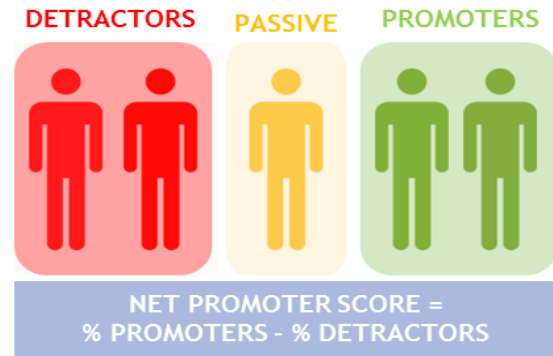 DETRACTORS
PASSIVE
PROMOTERS
NET PROMOTER SCORE =
% PROMOTERS - % DETRACTORS